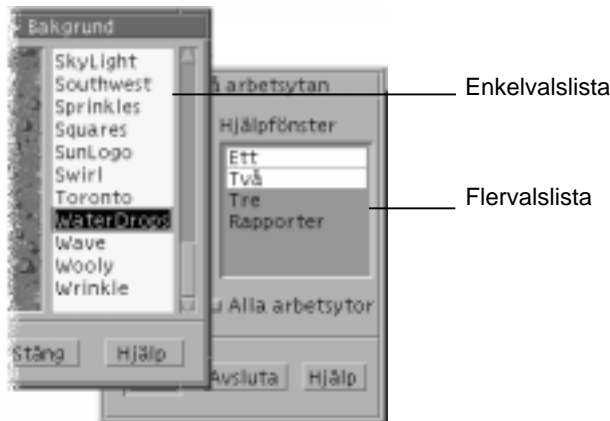 Bakgrund
SkyLight
Southwest
Sprinkles
Squares
SunLogo
Swirl
Toronto
WaterDrops
Wave
Wooly
Wrinkle
Stäng
Hjälp
å arbetsytan
Hjälpfönster
Ett
Två
Tre
Rapporter
Alla arbetsytor
Avsluta
Hjälp
Enkelvalslista
Flervalslista